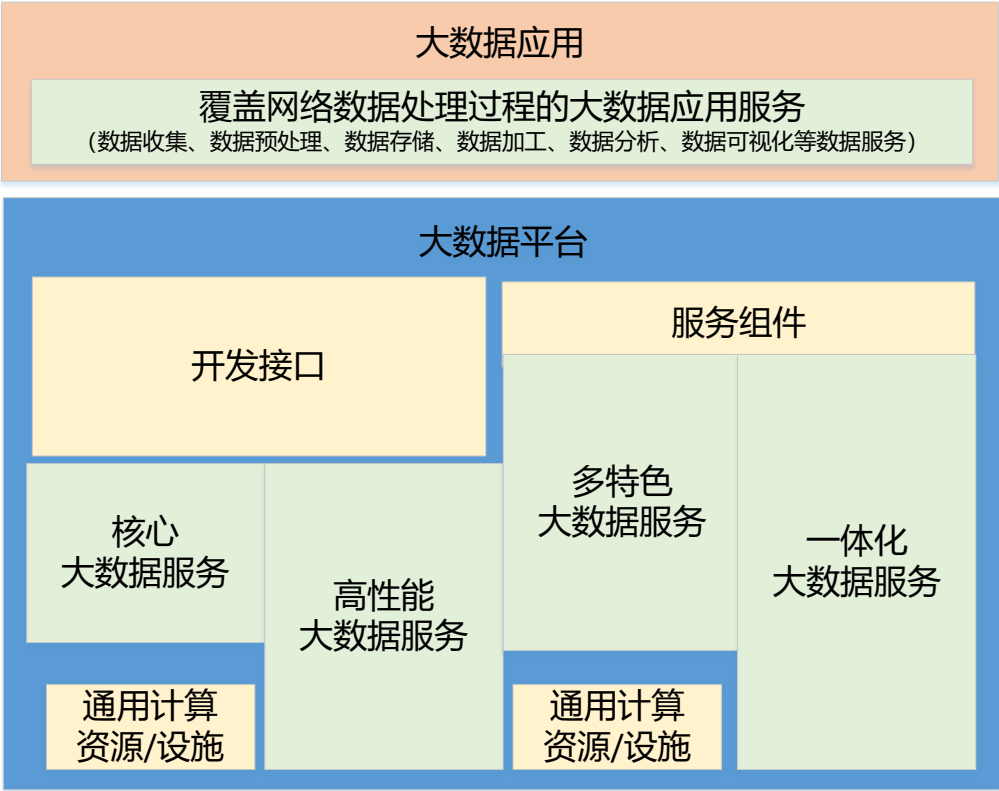 大数据应用
覆盖网络数据处理过程的大数据应用服务
（数据收集、数据预处理、数据存储、数据加工、数据分析、数据可视化等数据服务）
大数据平台
开发接口
服务组件
核心
大数据服务
高性能
大数据服务
多特色
大数据服务
一体化
大数据服务
通用计算
资源/设施
通用计算
资源/设施